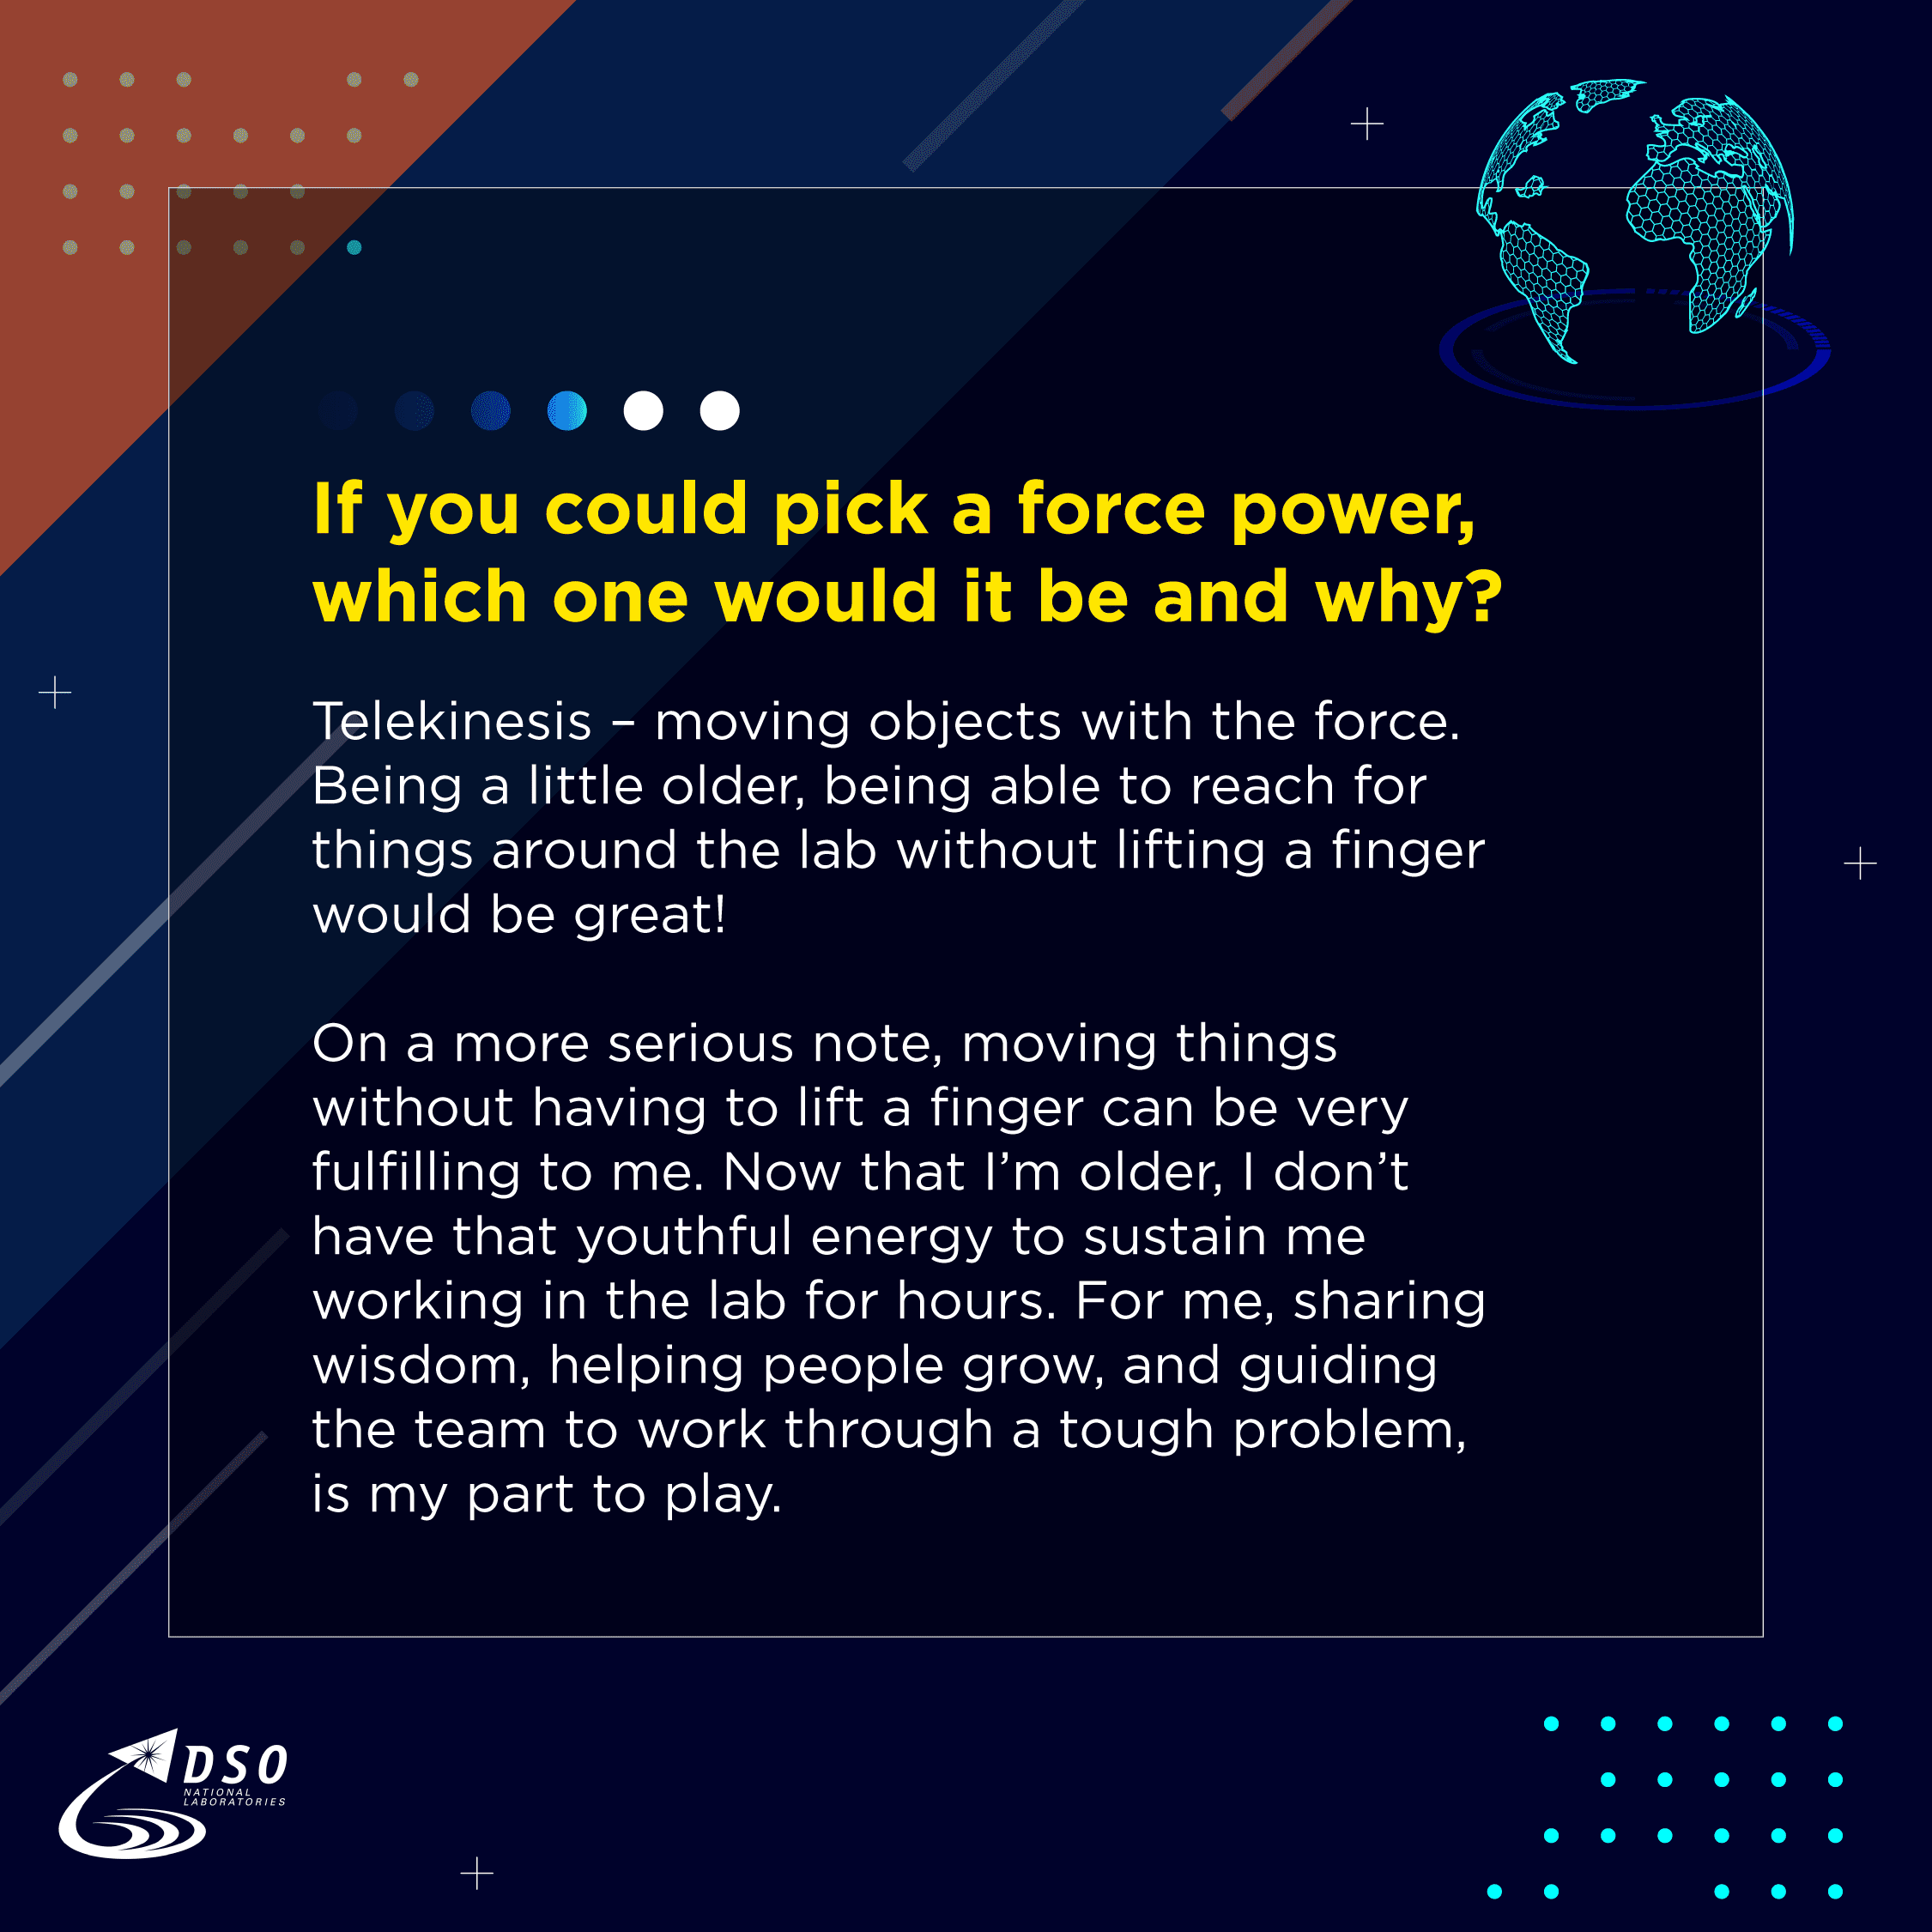 If you could pick a force power,
which one would it be and why?
Telekinesis – moving objects with the force.
Being a little older, being able to reach for
things around the lab without lifting a finger
would be great!
On a more serious note, moving things
without having to lift a finger can be very
fulfilling to me. Now that I’m older, I don’t
have that youthful energy to sustain me
working in the lab for hours. For me, sharing
wisdom, helping people grow, and guiding
the team to work through a tough problem,
is my part to play.
DSO
NATIONAL
LABORATORIES